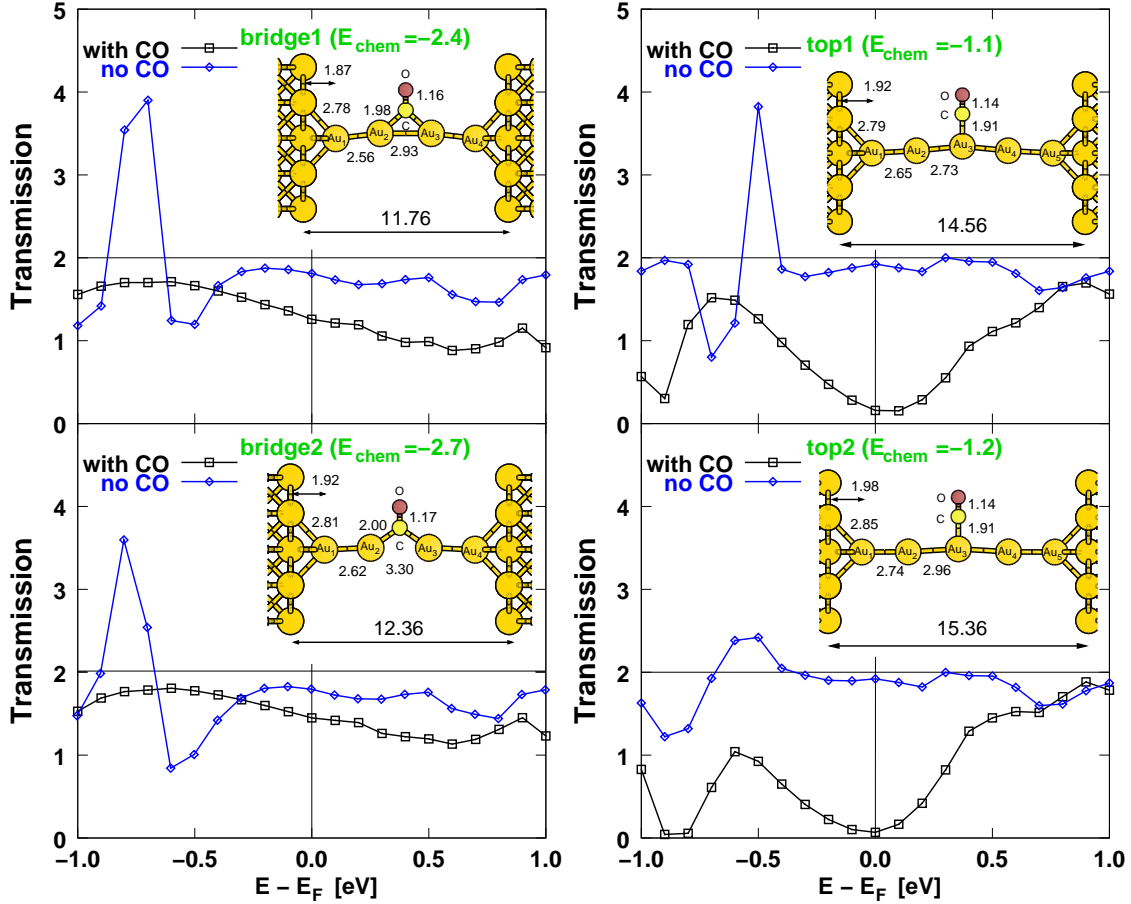 bridge1 (E_chem =−2.4)
with CO
no CO
1.87
O
1.16
2.78
1.98
C
Au1
Au2
Au3
Au4
2.56
2.93
11.76
Transmission
5
4
3
2
1
0
top1 (E_chem =−1.1)
with CO
no CO
1.92
O
1.14
C
2.79
1.91
Au1
Au2
Au3
Au4
Au5
2.65
2.73
14.56
Transmission
5
4
3
2
1
0
bridge2 (E_chem =−2.7)
with CO
no CO
1.92
O
2.81
2.00
1.17
C
Au1
Au2
Au3
Au4
2.62
3.30
12.36
Transmission
4
3
2
1
0
−1.0 −0.5 0.0 0.5 1.0
E − E_F [eV]
top2 (E_chem =−1.2)
with CO
no CO
1.98
O
1.14
C
2.85
1.91
Au1
Au2
Au3
Au4
Au5
2.74
2.96
15.36
Transmission
4
3
2
1
0
−1.0 −0.5 0.0 0.5 1.0
E − E_F [eV]